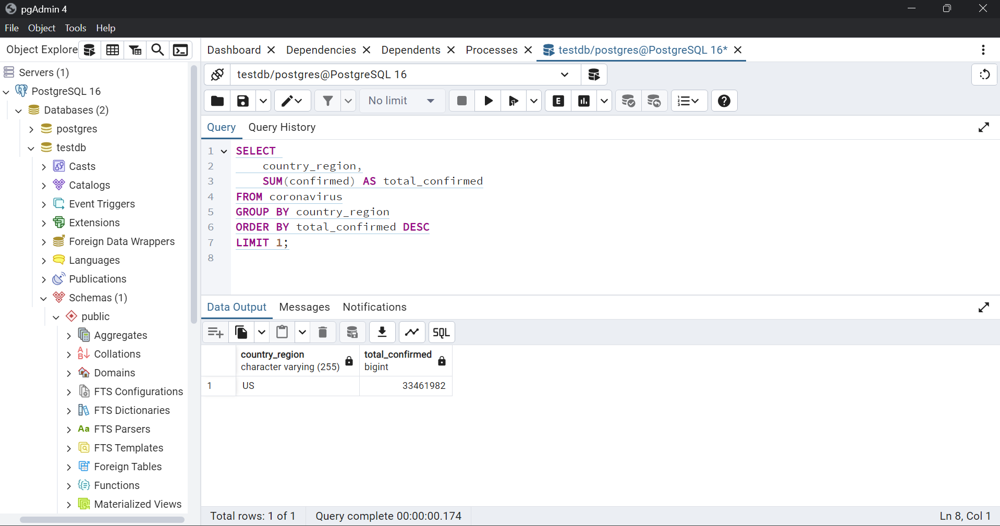 pgAdmin 4
File Object Tools Help
Object Explore
Dashboard Dependencies Dependents Processes testdb/postgres@PostgreSQL 16*
Servers (1)
PostgreSQL 16
Databases (2)
postgres
testdb
Casts
Catalogs
Event Triggers
Extensions
Foreign Data Wrappers
Languages
Publications
Schemas (1)
public
Aggregates
Collations
Domains
FTS Configurations
FTS Dictionaries
Aa FTS Parsers
FTS Templates
Foreign Tables
Functions
Materialized Views
testdb/postgres@PostgreSQL 16
No limit
E
Query Query History
1 SELECT
2 country_region,
3 SUM(confirmed) AS total_confirmed
4 FROM coronavirus
5 GROUP BY country_region
6 ORDER BY total_confirmed DESC
7 LIMIT 1;
8
Data Output Messages Notifications
SQL
country_region total_confirmed
character varying (255) bigint
1 US 33461982
Total rows: 1 of 1 Query complete 00:00:00.174 Ln 8, Col 1